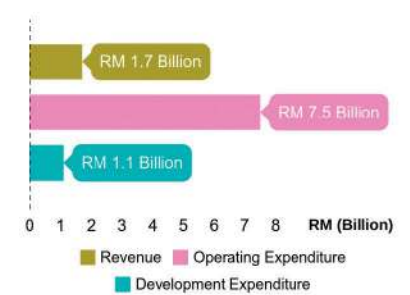 RM 1.7 Billion
RM 7.5 Billion
RM 1.1 Billion
0 1 2 3 4 5 6 7 8 RM (Billion)
Revenue Operating Expenditure
Development Expenditure